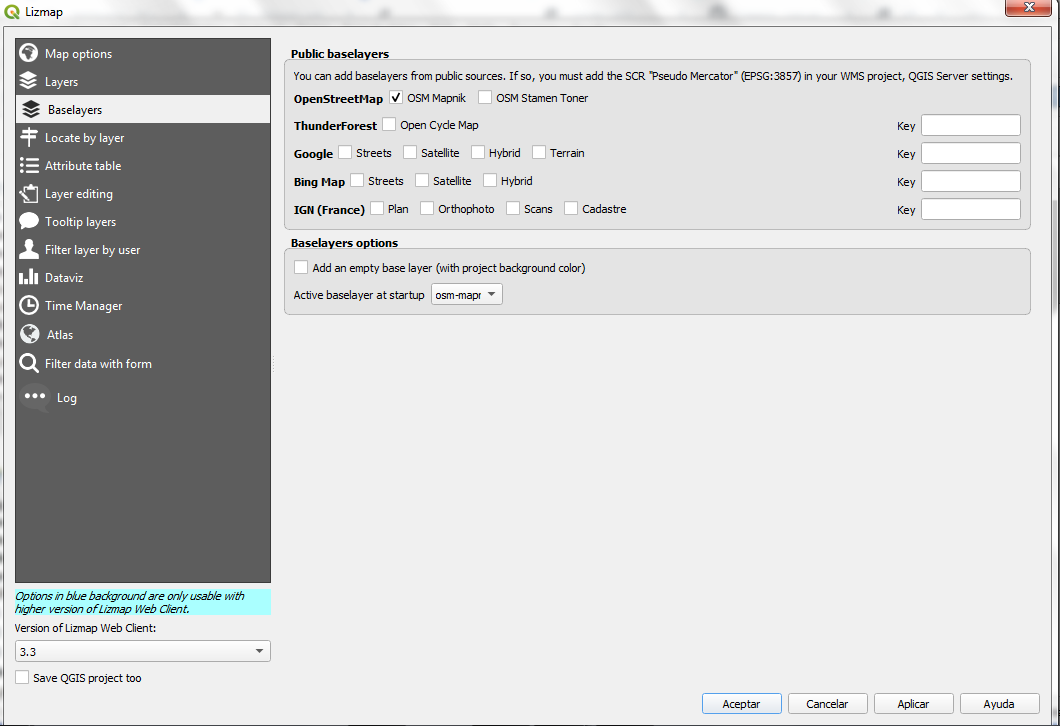 Lizmap
Map options
Layers
Baselayers
Locate by layer
Attribute table
Layer editing
Tooltip layers
Filter layer by user
Dataviz
Time Manager
Atlas
Filter data with form
Log
Options in blue background are only usable with
higher version of Lizmap Web Client.
Version of Lizmap Web Client:
3.3
Save QGIS project too
Public baselayers
You can add baselayers from public sources. If so, you must add the SCR "Pseudo Mercator" (EPSG:3857) in your WMS project, QGIS Server settings.
OpenStreetMap OSM Mapnik OSM Stamen Toner
ThunderForest Open Cycle Map Key
Google Streets Satellite Hybrid Terrain Key
Bing Map Streets Satellite Hybrid Key
IGN (France) Plan Orthophoto Scans Cadastre Key
Baselayers options
Add an empty base layer (with project background color)
Active baselayer at startup osm-mapr
Aceptar Cancelar Aplicar Ayuda